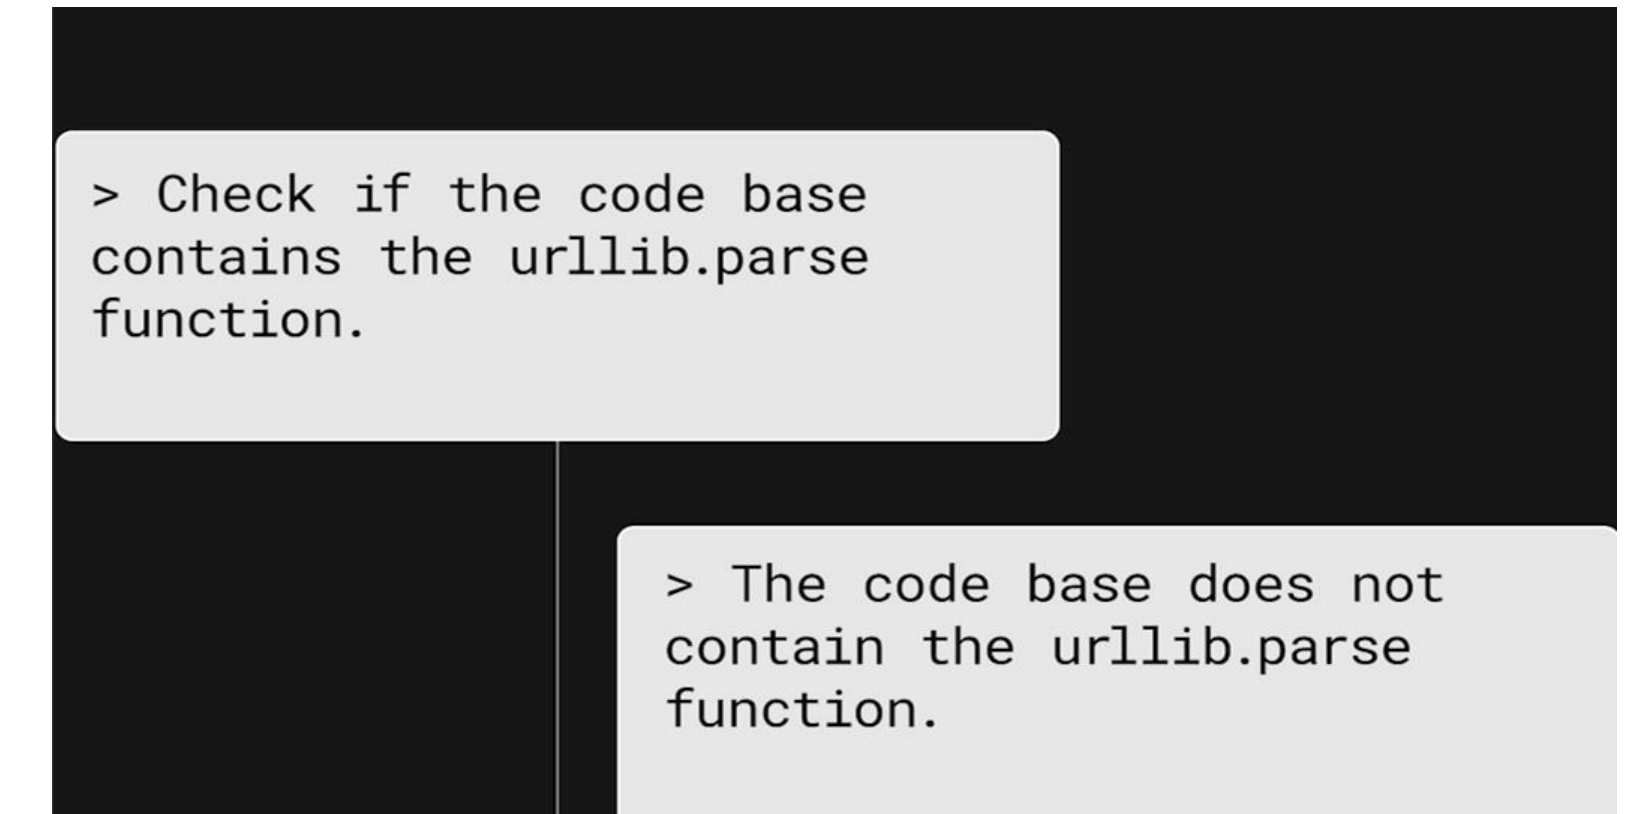 > Check if the code base
contains the urllib.parse
function.
> The code base does not
contain the urllib.parse
function.